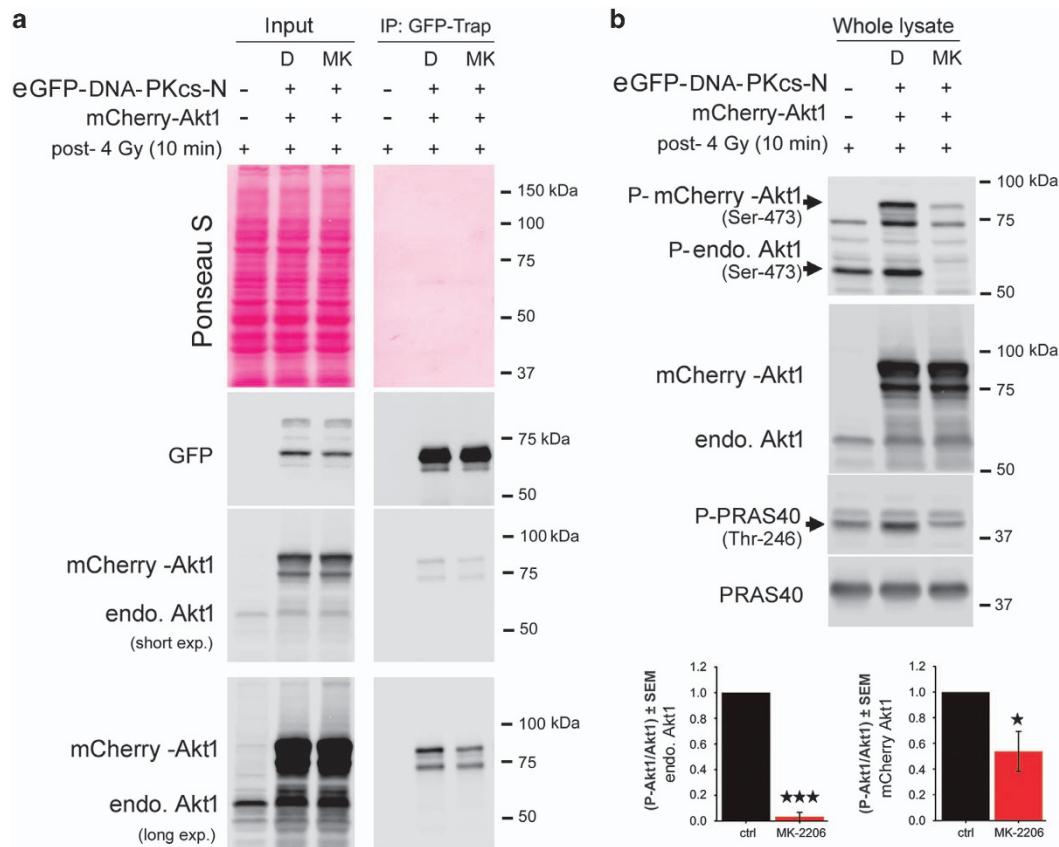 a
Input
IP: GFP-Trap
D MK D MK
eGFP-DNA-PKcs-N - + + - + +
mCherry-Akt1 - + + - + +
post- 4 Gy (10 min) + + + + + +
Ponseau S
150 kDa
100
75
50
37
GFP
75 kDa
50
mCherry -Akt1
endo. Akt1
(short exp.)
100 kDa
75
50
mCherry -Akt1
endo. Akt1
(long exp.)
100 kDa
75
50
b
Whole lysate
D MK
eGFP-DNA-PKcs-N - + +
mCherry-Akt1 - + +
post- 4 Gy (10 min) + + +
P- mCherry -Akt1
(Ser-473)
P- endo. Akt1
(Ser-473)
100 kDa
75
50
mCherry -Akt1
endo. Akt1
100 kDa
75
50
P-PRAS40
(Thr-246)
37
PRAS40
37
(P-Akt1/Akt1) ± SEM
endo. Akt1
1.2
1.0
0.8
0.6
0.4
0.2
0.0
★★★
ctrl MK-2206
(P-Akt1/Akt1) ± SEM
mCherry Akt1
1.2
1.0
0.8
0.6
0.4
0.2
0.0
★
ctrl MK-2206